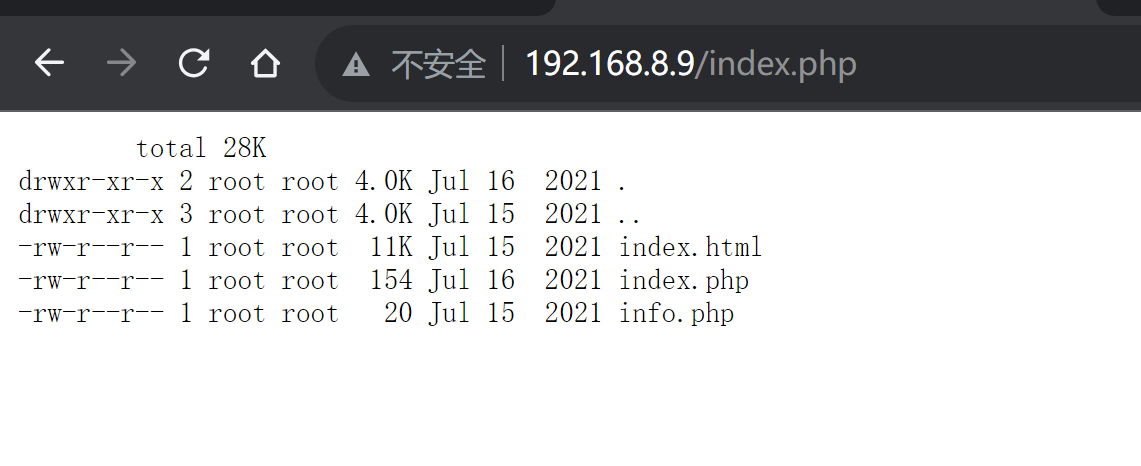 不安全 192.168.8.9/index.php
total 28K
drwxr-xr-x 2 root root 4.0K Jul 16  2021 .
drwxr-xr-x 3 root root 4.0K Jul 15  2021 ..
-rw-r--r-- 1 root root  11K Jul 15  2021 index.html
-rw-r--r-- 1 root root  154 Jul 16  2021 index.php
-rw-r--r-- 1 root root   20 Jul 15  2021 info.php